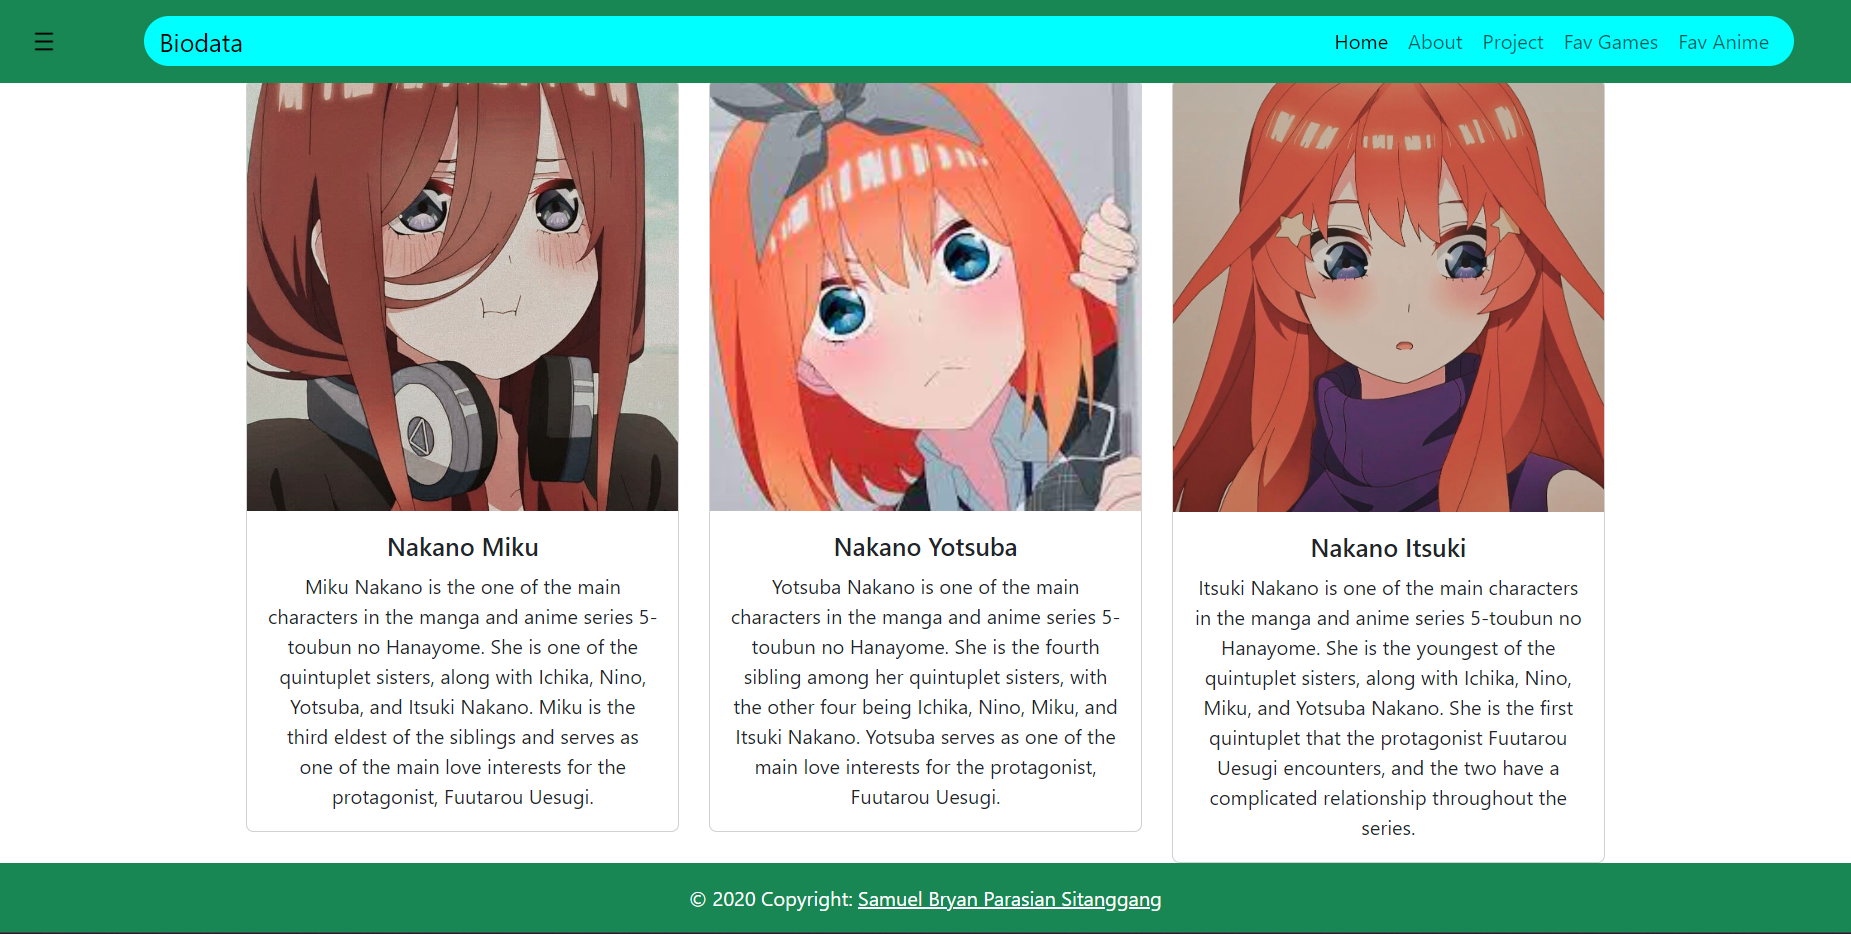 ☰ Biodata Home About Project Fav Games Fav Anime
Nakano Miku
Miku Nakano is the one of the main
characters in the manga and anime series 5-
toubun no Hanayome. She is one of the
quintuplet sisters, along with Ichika, Nino,
Yotsuba, and Itsuki Nakano. Miku is the
third eldest of the siblings and serves as
one of the main love interests for the
protagonist, Fuutarou Uesugi.
Nakano Yotsuba
Yotsuba Nakano is one of the main
characters in the manga and anime series 5-
toubun no Hanayome. She is the fourth
sibling among her quintuplet sisters, with
the other four being Ichika, Nino, Miku, and
Itsuki Nakano. Yotsuba serves as one of the
main love interests for the protagonist,
Fuutarou Uesugi.
Nakano Itsuki
Itsuki Nakano is one of the main characters
in the manga and anime series 5-toubun no
Hanayome. She is the youngest of the
quintuplet sisters, along with Ichika, Nino,
Miku, and Yotsuba Nakano. She is the first
quintuplet that the protagonist Fuutarou
Uesugi encounters, and the two have a
complicated relationship throughout the
series.
© 2020 Copyright: Samuel Bryan Parasian Sitanggang